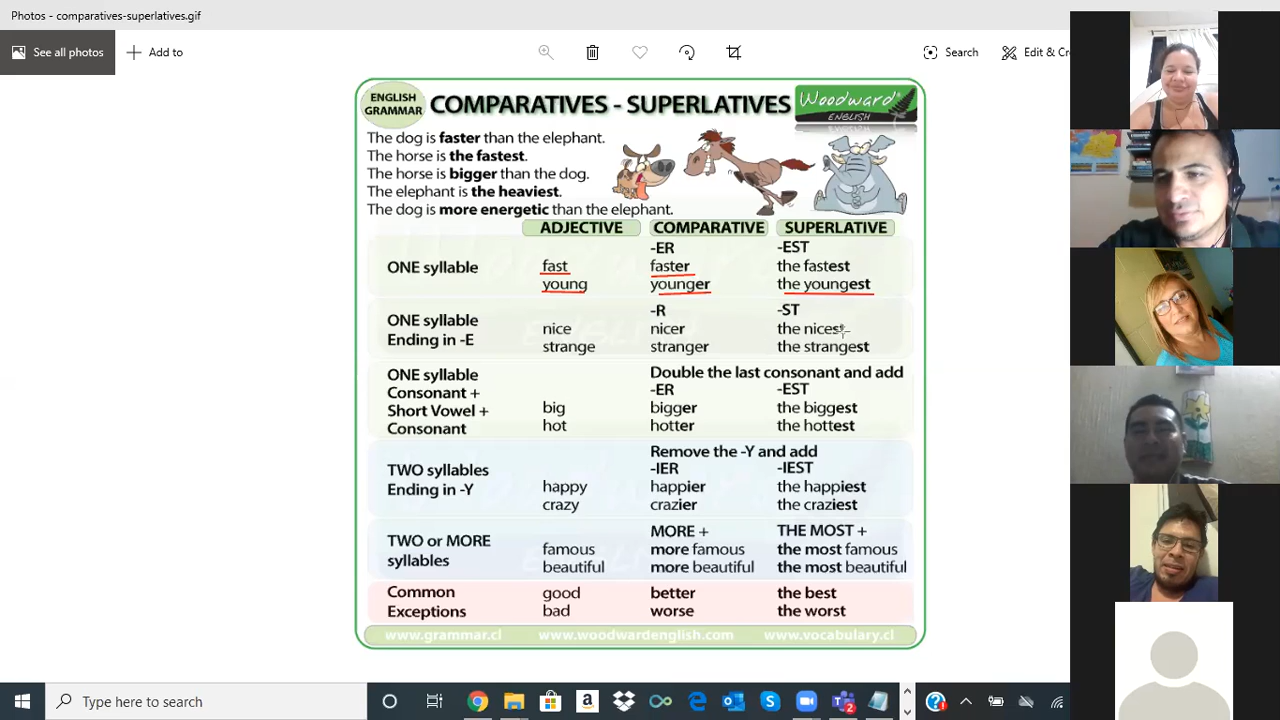 Photos - comparatives-superlatives.gif
See all photos
Add to
Search
Edit & Cr
ENGLISH GRAMMAR
COMPARATIVES - SUPERLATIVES
Woodward
ENGLISH
The dog is faster than the elephant.
The horse is the fastest.
The horse is bigger than the dog.
The elephant is the heaviest.
The dog is more energetic than the elephant.
ADJECTIVE COMPARATIVE SUPERLATIVE
-ER -EST
ONE syllable fast faster the fastest
young younger the youngest
-R -ST
ONE syllable nice nicer the nicest
Ending in -E strange stranger the strangest
ONE syllable Double the last consonant and add
Consonant + -ER -EST
Short Vowel + big bigger the biggest
Consonant hot hotter the hottest
Remove the -Y and add
TWO syllables -IER -IEST
Ending in -Y happy happier the happiest
crazy crazier the craziest
MORE + THE MOST +
TWO or MORE famous more famous the most famous
syllables beautiful more beautiful the most beautiful
Common good better the best
Exceptions bad worse the worst
www.grammar.cl www.woodwardenglish.com www.vocabulary.cl
Type here to search